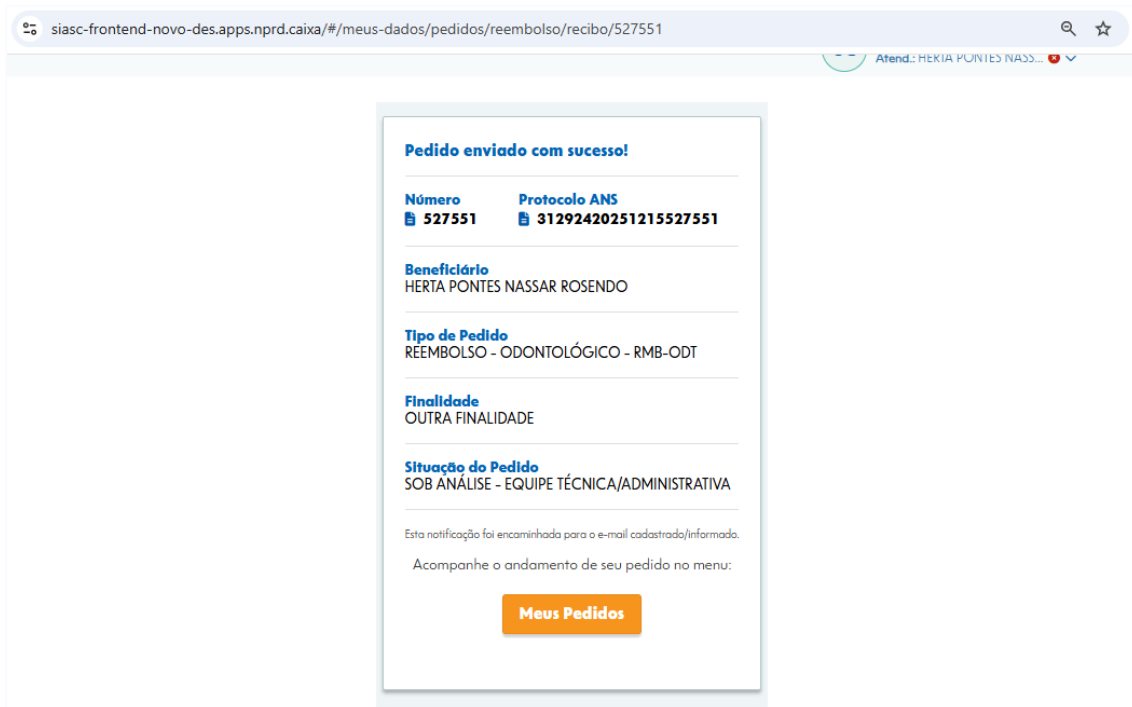 siasc-frontend-novo-des.apps.nprd.caixa/#/meus-dados/pedidos/reembolso/recibo/527551
Atend.: HERTA PONTES NASS...
Pedido enviado com sucesso!
Número Protocolo ANS
527551 31292420251215527551
Beneficiário
HERTA PONTES NASSAR ROSENDO
Tipo de Pedido
REEMBOLSO - ODONTOLÓGICO - RMB-ODT
Finalidade
OUTRA FINALIDADE
Situação do Pedido
SOB ANÁLISE - EQUIPE TÉCNICA/ADMINISTRATIVA
Esta notificação foi encaminhada para o e-mail cadastrado/informado.
Acompanhe o andamento de seu pedido no menu:
Meus Pedidos